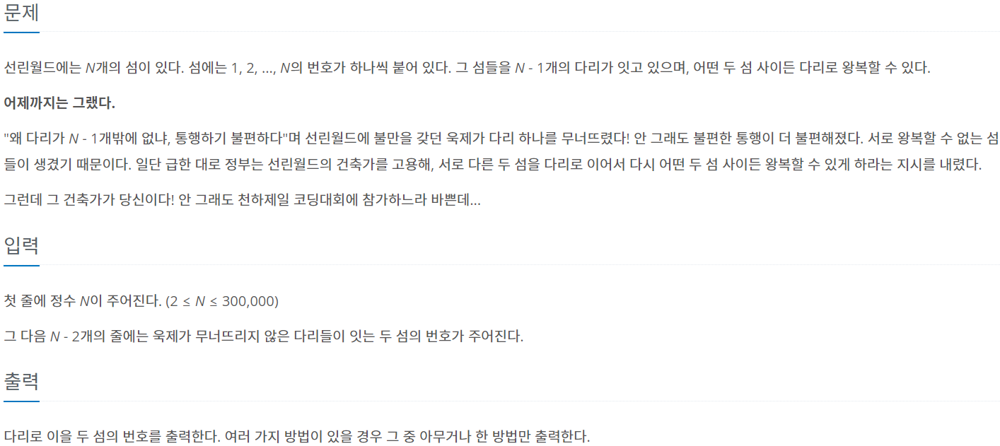 문제
선린월드에는 N개의 섬이 있다. 섬에는 1, 2, ..., N의 번호가 하나씩 붙어 있다. 그 섬들을 N - 1개의 다리가 잇고 있으며, 어떤 두 섬 사이든 다리로 왕복할 수 있다.
어제까지는 그랬다.
"왜 다리가 N - 1개밖에 없냐, 통행하기 불편하다"며 선린월드에 불만을 갖던 욱제가 다리 하나를 무너뜨렸다! 안 그래도 불편한 통행이 더 불편해졌다. 서로 왕복할 수 없는 섬
들이 생겼기 때문이다. 일단 급한 대로 정부는 선린월드의 건축가를 고용해, 서로 다른 두 섬을 다리로 이어서 다시 어떤 두 섬 사이든 왕복할 수 있게 하라는 지시를 내렸다.
그런데 그 건축가가 당신이다! 안 그래도 천하제일 코딩대회에 참가하느라 바쁜데...
입력
첫 줄에 정수 N이 주어진다. (2 ≤ N ≤ 300,000)
그 다음 N - 2개의 줄에는 욱제가 무너뜨리지 않은 다리들이 잇는 두 섬의 번호가 주어진다.
출력
다리로 이을 두 섬의 번호를 출력한다. 여러 가지 방법이 있을 경우 그 중 아무거나 한 방법만 출력한다.